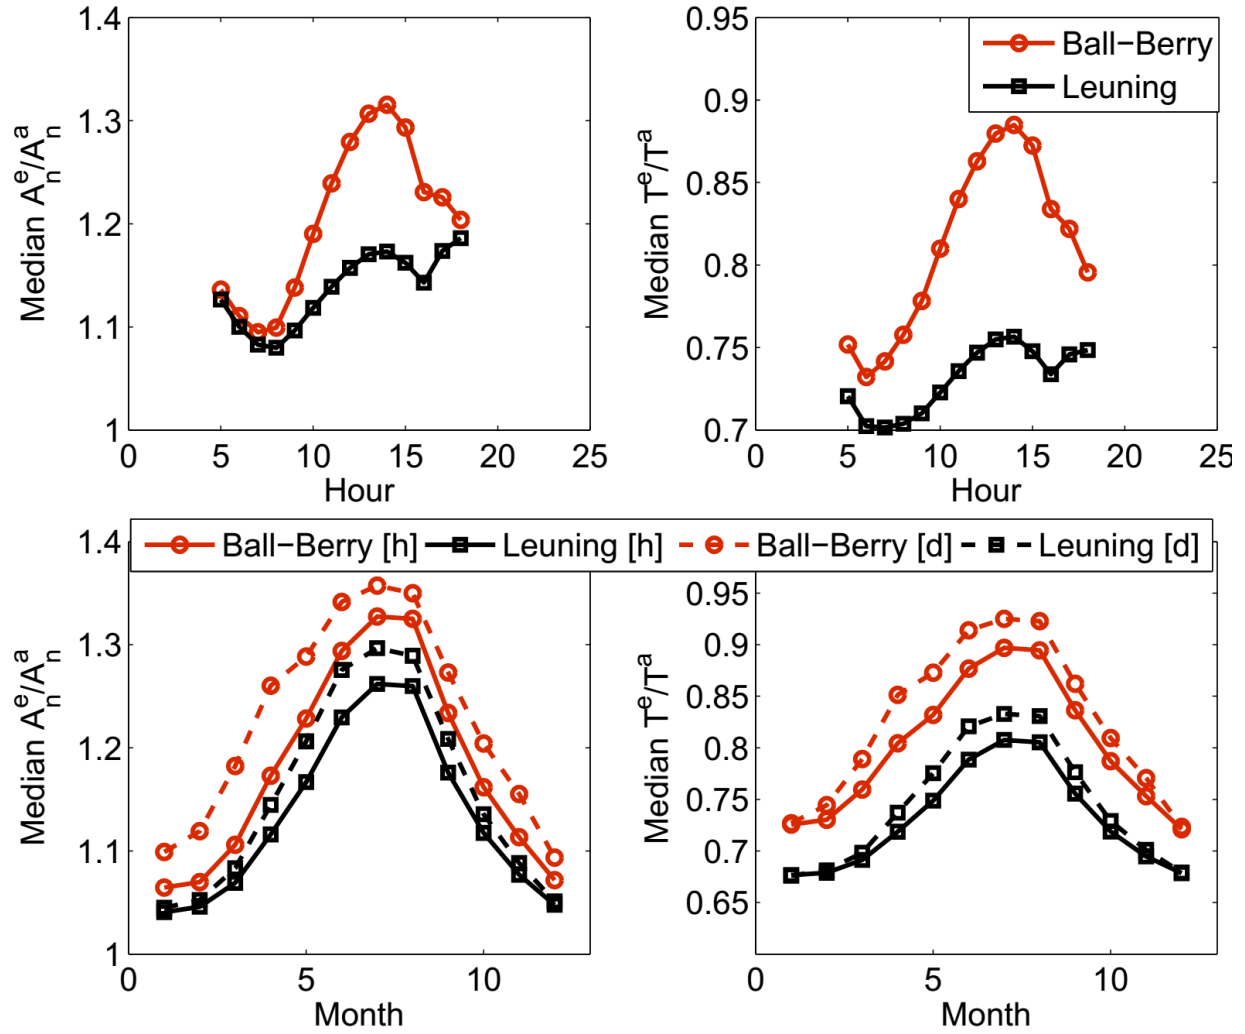 1.4
1.3
1.2
1.1
1
0 5 10 15 20 25
Hour
Median A_n^e/A_n^a
0.95
0.9
0.85
0.8
0.75
0.7
0 5 10 15 20 25
Hour
Median T^e/T^a
Ball−Berry
Leuning
Ball−Berry [h] Leuning [h] Ball−Berry [d] Leuning [d]
1.4
1.3
1.2
1.1
1
0 5 10
Month
Median A_n^e/A_n^a
0.95
0.9
0.85
0.8
0.75
0.7
0.65
0 5 10
Month
Median T^e/T^a